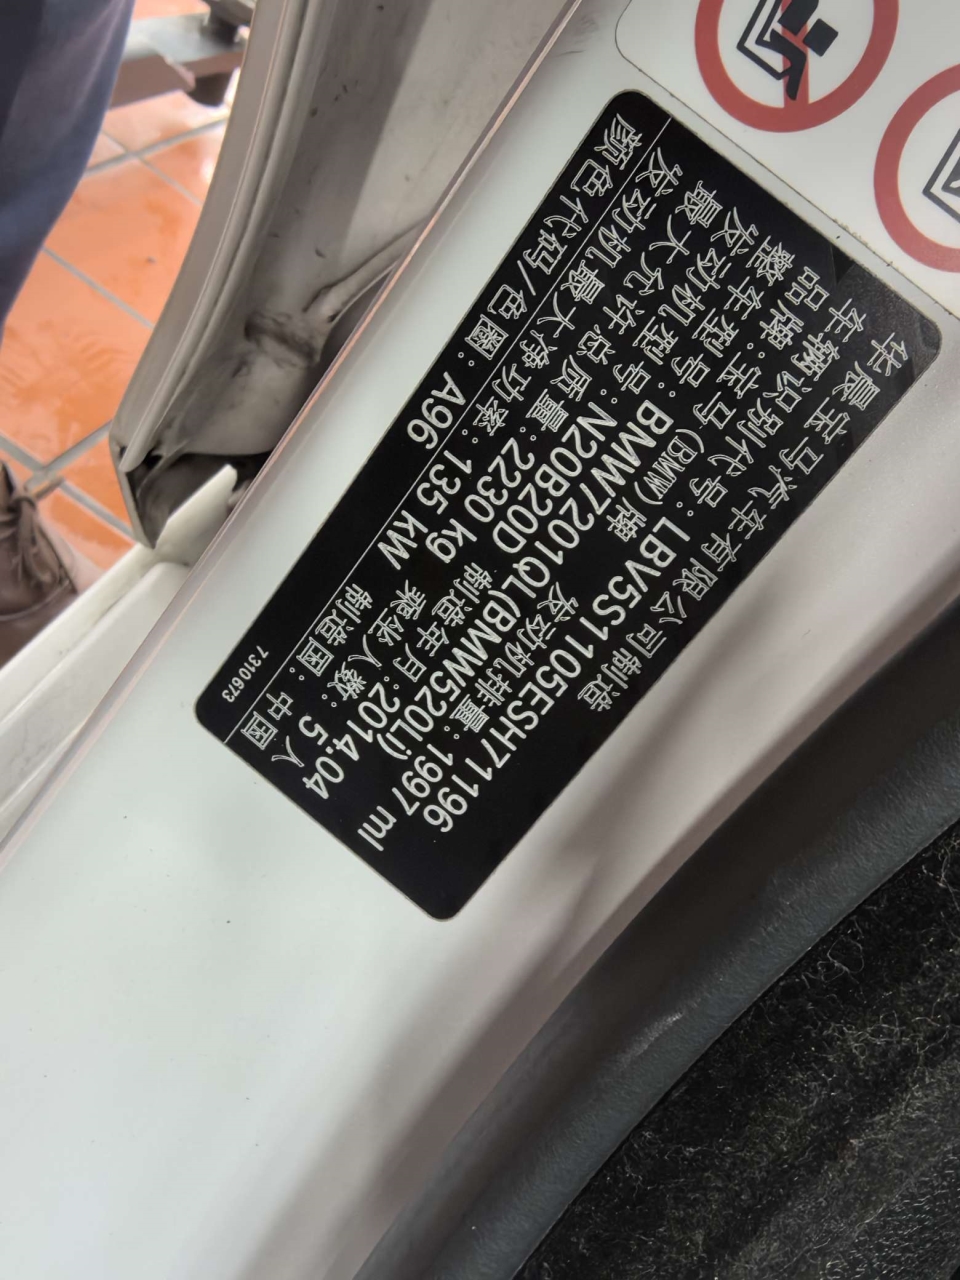 华晨宝马汽车有限公司制造
车辆识别代号: LBV5S1105ESH71196
品牌: 宝马(BMW)牌
整车型号: BMW7201QL(BMW520Li)
发动机型号: N20B20D 发动机排量: 1997 ml
最大允许总质量: 2230 kg 制造年月: 2014.04
发动机最大净功率: 135 kW 乘坐人数: 5 人
颜色代码/色圈: A96 制造国: 中国
7310673